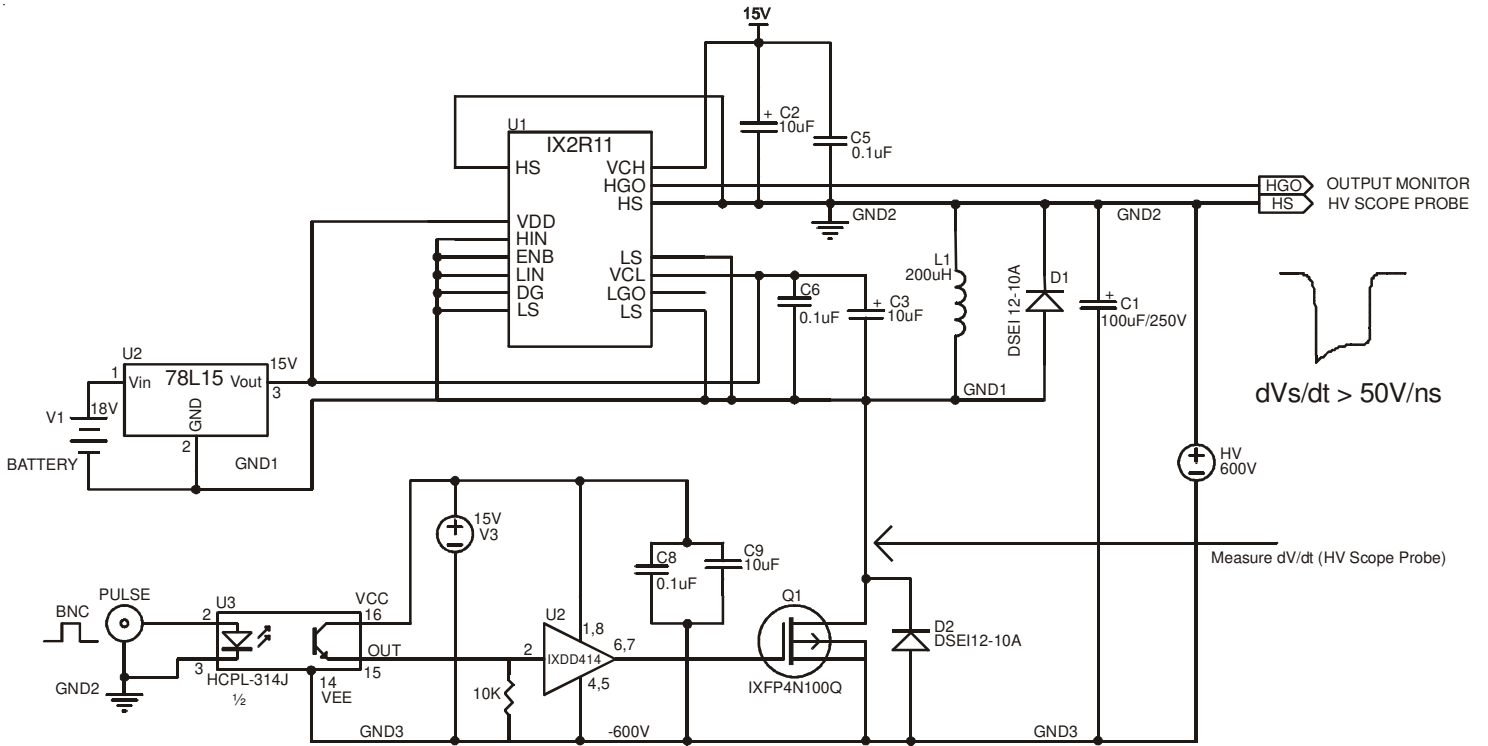 15V
+ C2
10uF
C5
0.1uF
U1
IX2R11
HS
VCH
HGO
HS
VDD
HIN
ENB
LIN
DG
LS
LS
VCL
LGO
LS
GND2
HGO OUTPUT MONITOR
HS HV SCOPE PROBE
GND2
C6
0.1uF
+ C3
10uF
L1
200uH
DSEI 12-10A
D1
+
C1
100uF/250V
dVs/dt > 50V/ns
GND1
U2
78L15
1
Vin
Vout
15V
3
GND
2
V1
18V
BATTERY
GND1
HV
600V
15V
V3
C8
0.1uF
C9
10uF
Measure dV/dt (HV Scope Probe)
PULSE
BNC
GND2
U3
2
3
VCC
16
OUT
15
HCPL-314J
½
14
VEE
10K
U2
2
IXDD414
1,8
6,7
4,5
Q1
IXFP4N100Q
D2
DSEI12-10A
GND3
-600V
GND3